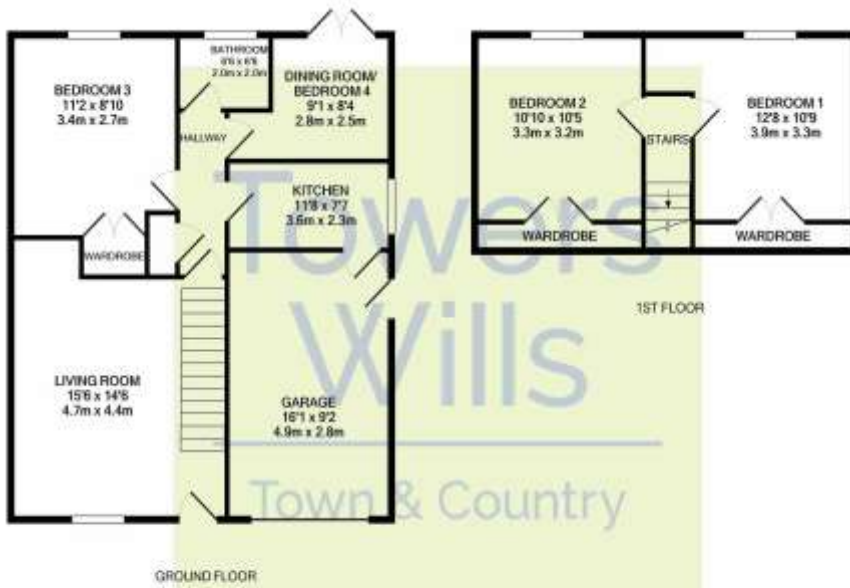 BATHROOM
6'6 x 6'6
2.0m x 2.0m
BEDROOM 3
11'2 x 8'10
3.4m x 2.7m
DINING ROOM/
BEDROOM 4
9'1 x 8'4
2.8m x 2.5m
HALLWAY
KITCHEN
11'8 x 7'7
3.6m x 2.3m
WARDROBE
LIVING ROOM
15'6 x 14'6
4.7m x 4.4m
GARAGE
16'1 x 9'2
4.9m x 2.8m
GROUND FLOOR
BEDROOM 2
10'10 x 10'5
3.3m x 3.2m
BEDROOM 1
12'8 x 10'9
3.9m x 3.3m
STAIRS
WARDROBE
WARDROBE
1ST FLOOR
Towers
Wills
Town & Country